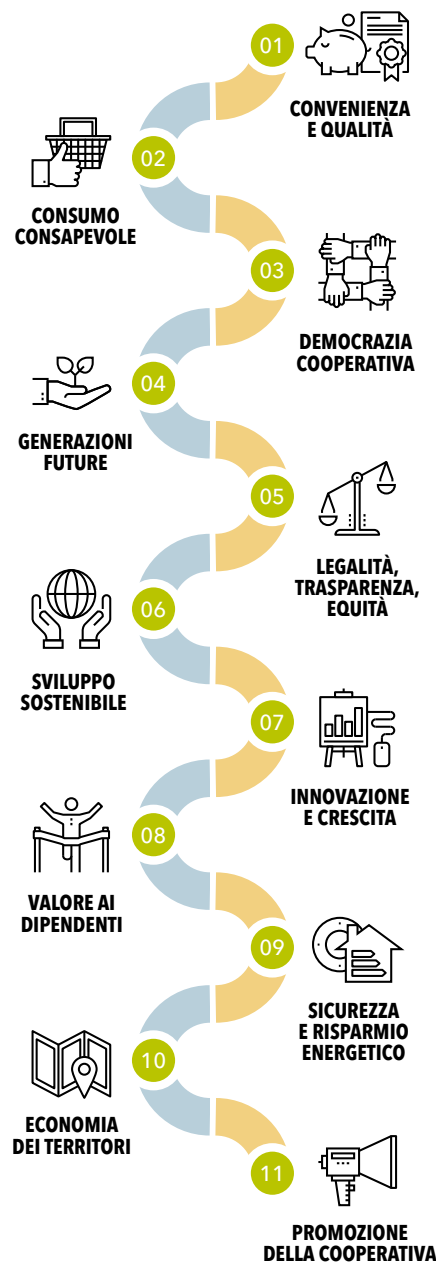 01
CONVENIENZA
E QUALITÀ
02
CONSUMO
CONSAPEVOLE
03
DEMOCRAZIA
COOPERATIVA
04
GENERAZIONI
FUTURE
05
LEGALITÀ,
TRASPARENZA,
EQUITÀ
06
SVILUPPO
SOSTENIBILE
07
INNOVAZIONE
E CRESCITA
08
VALORE AI
DIPENDENTI
09
SICUREZZA
E RISPARMIO
ENERGETICO
10
ECONOMIA
DEI TERRITORI
11
PROMOZIONE
DELLA COOPERATIVA